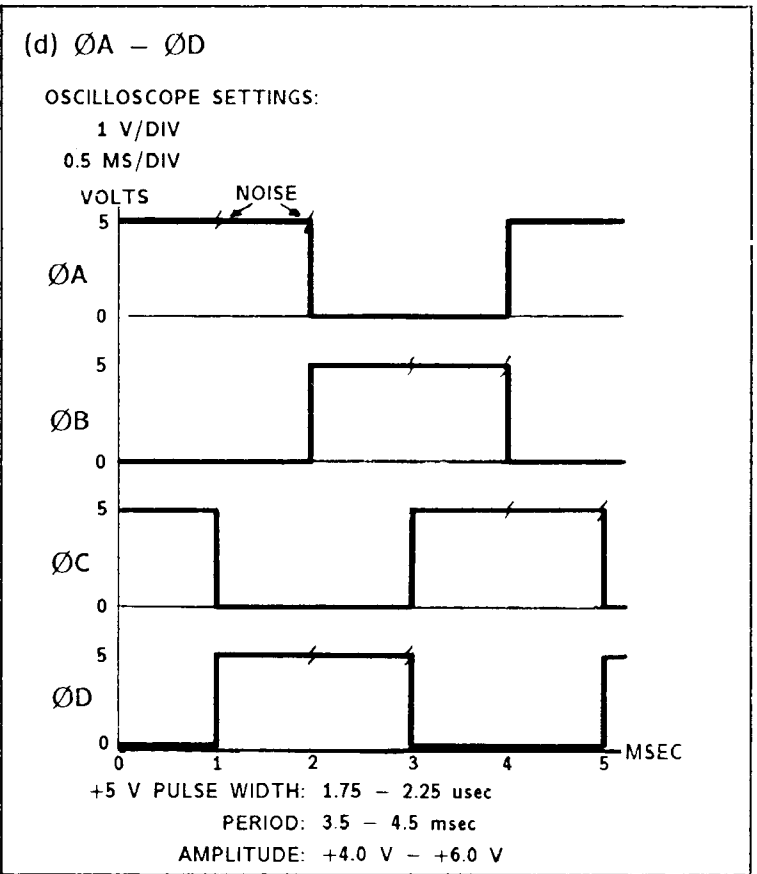 (d) ØA – ØD
OSCILLOSCOPE SETTINGS:
1 V/DIV
0.5 MS/DIV
VOLTS
NOISE
5
ØA
0
5
ØB
0
5
ØC
0
5
ØD
0
0 1 2 3 4 5 MSEC
+5 V PULSE WIDTH: 1.75 – 2.25 usec
PERIOD: 3.5 – 4.5 msec
AMPLITUDE: +4.0 V – +6.0 V